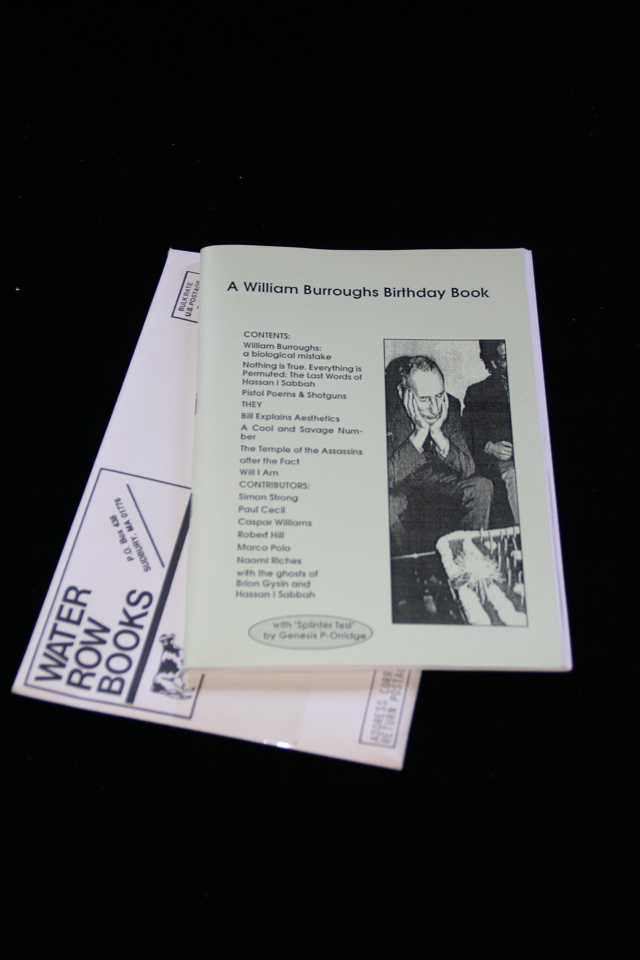 A William Burroughs Birthday Book
CONTENTS:
William Burroughs:
a biological mistake
Nothing is True. Everything is
Permuted: The Last Words of
Hassan i Sabbah
Pistol Poems & Shotguns
THEY
Bill Explains Aesthetics
A Cool and Savage Num-
ber
The Temple of the Assassins
after the Fact
Will I Am
CONTRIBUTORS:
Simon Strong
Paul Cecil
Caspar Williams
Robert Hill
Marco Polo
Naomi Riches
with the ghosts of
Brion Gysin and
Hassan i Sabbah
with 'Splinter Test'
by Genesis P-Orridge
BULK RATE
U.S. POSTAGE
WATER
ROW
BOOKS
P.O. Box 438
SUDBURY, MA 01776
ADDRESS CORR
RETURN POSTA